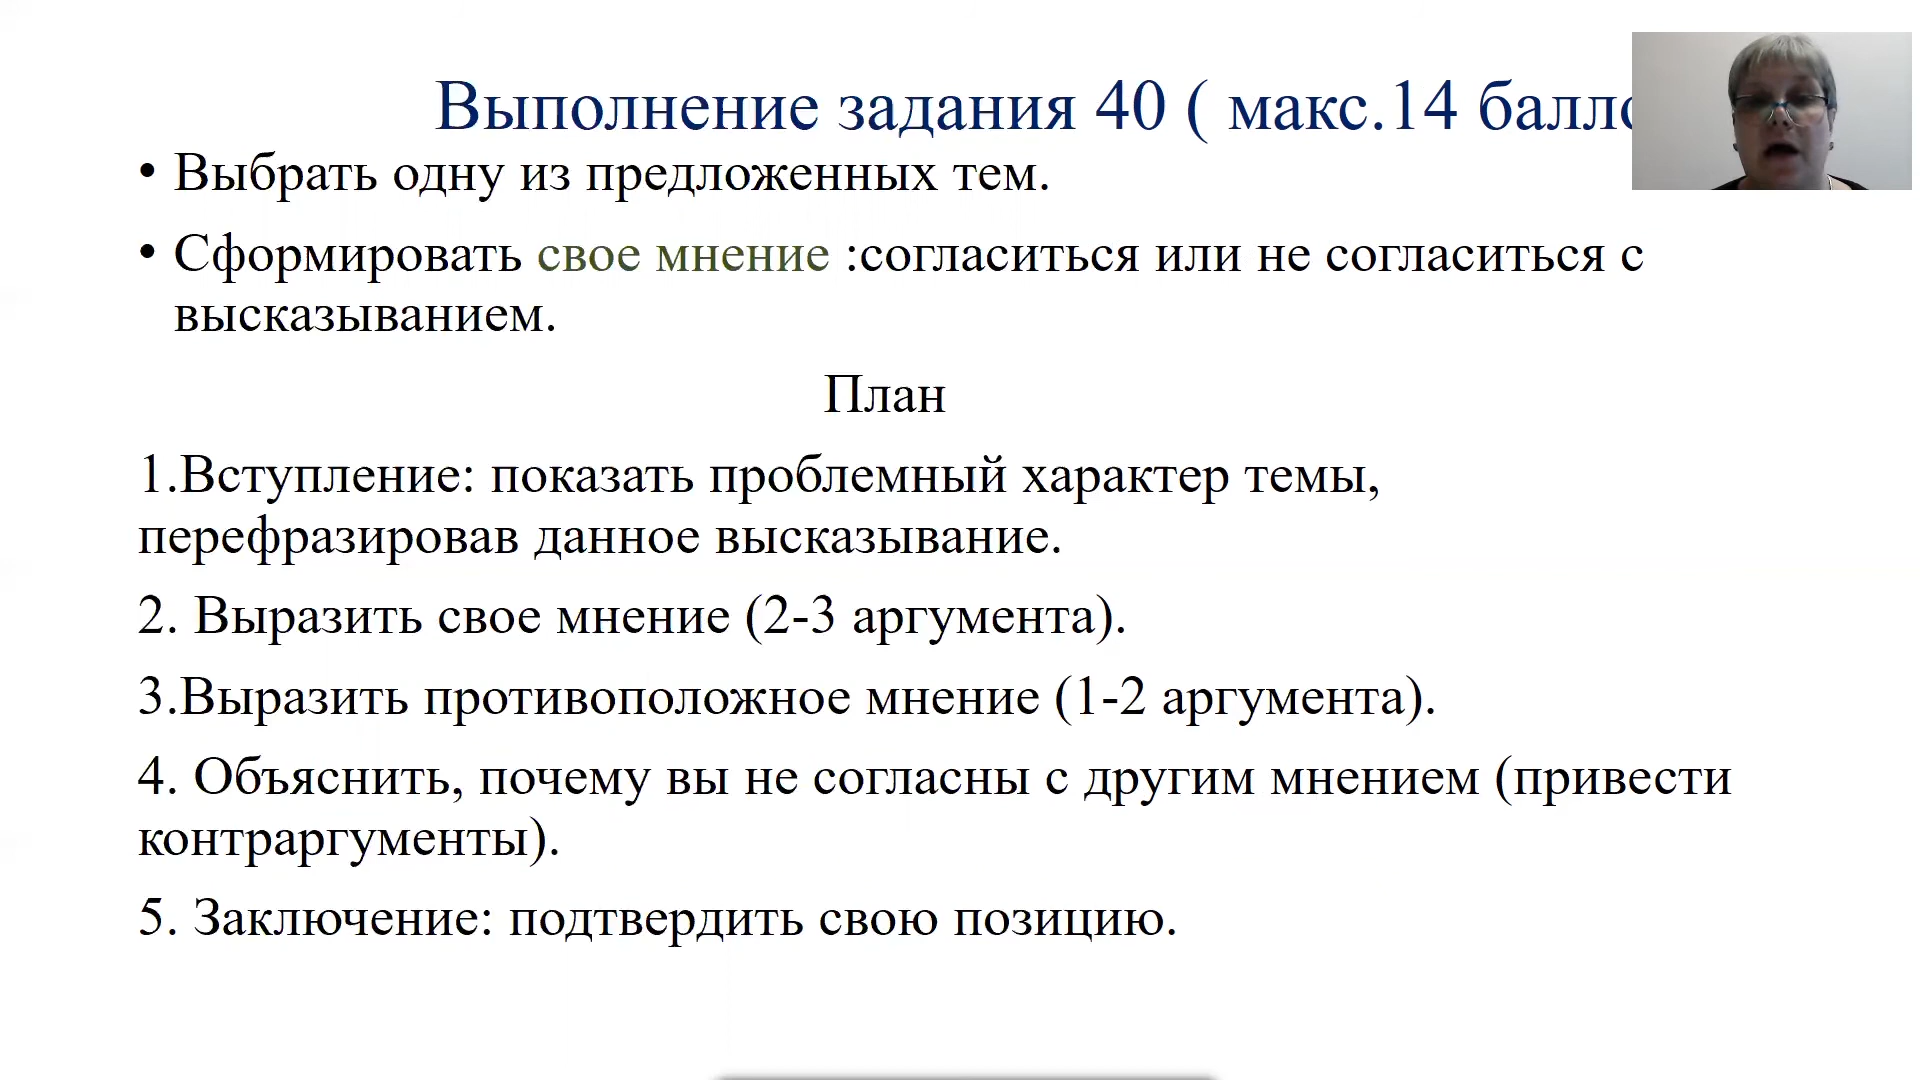 Выполнение задания 40 ( макс.14 балло
• Выбрать одну из предложенных тем.
• Сформировать свое мнение :согласиться или не согласиться с
высказыванием.
План
1.Вступление: показать проблемный характер темы,
перефразировав данное высказывание.
2. Выразить свое мнение (2-3 аргумента).
3.Выразить противоположное мнение (1-2 аргумента).
4. Объяснить, почему вы не согласны с другим мнением (привести
контраргументы).
5. Заключение: подтвердить свою позицию.